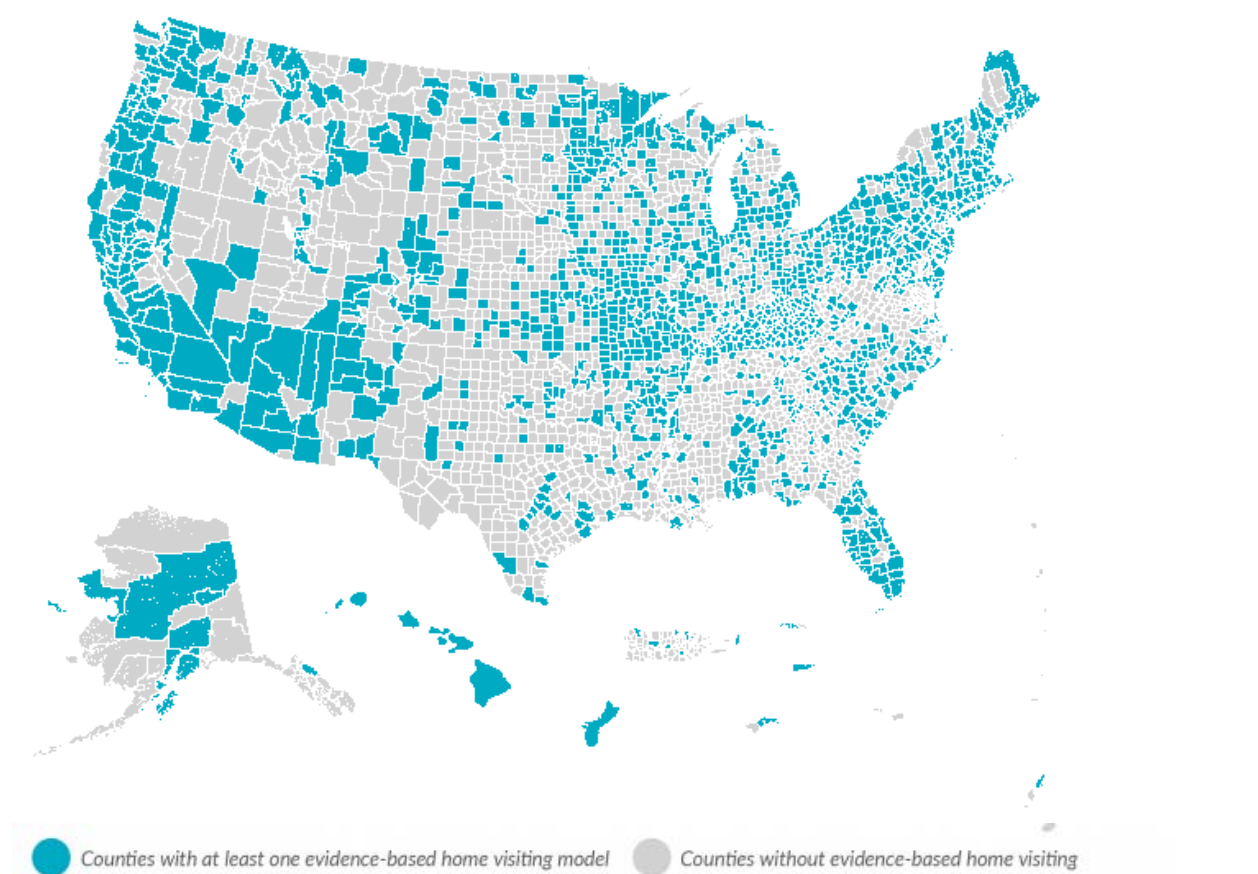 Counties with at least one evidence-based home visiting model
Counties without evidence-based home visiting